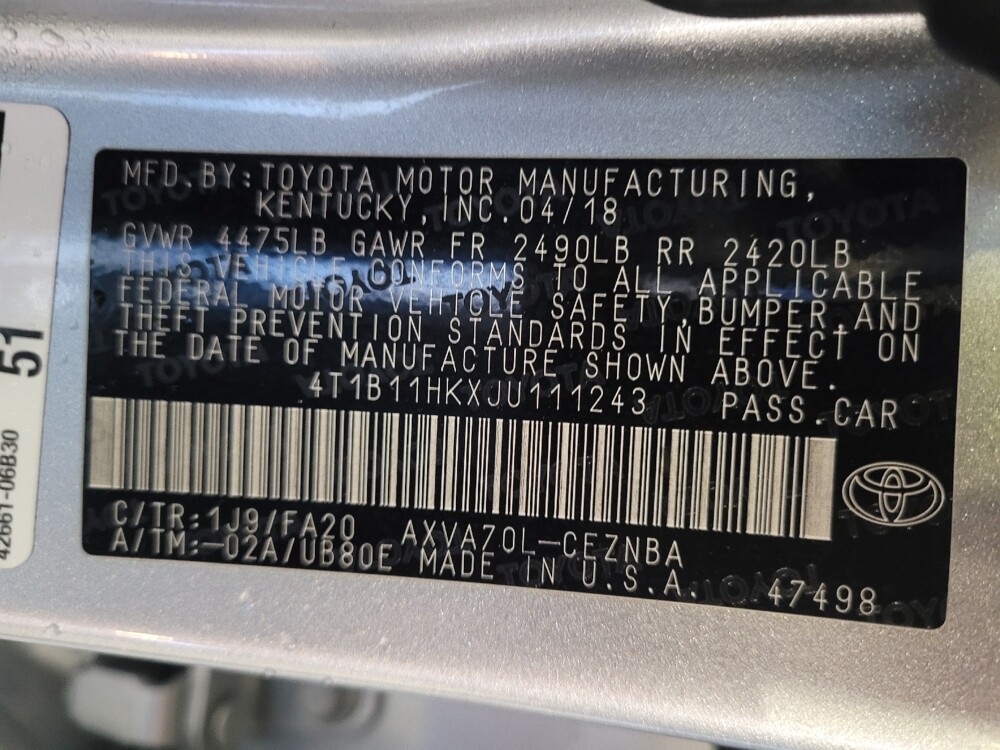 MFD.BY:TOYOTA MOTOR MANUFACTURING,
KENTUCKY,INC.04/18
GVWR 4475LB GAWR FR 2490LB RR 2420LB
THIS VEHICLE CONFORMS TO ALL APPLICABLE
FEDERAL MOTOR VEHICLE SAFETY,BUMPER,AND
THEFT PREVENTION STANDARDS IN EFFECT ON
THE DATE OF MANUFACTURE SHOWN ABOVE.
4T1B11HKXJU111243 PASS.CAR
C/TR:1J9/FA20 AXVA70L-CEZNBA
A/TM:-02A/UB80E MADE IN U.S.A. 47498
51
42661-06B30